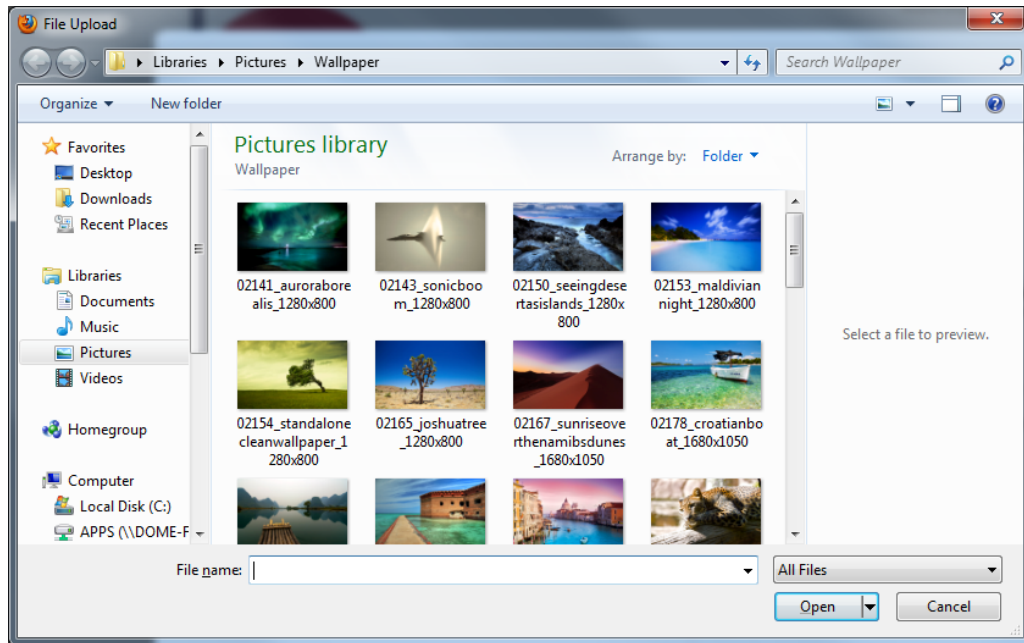 File Upload
Libraries
Pictures
Wallpaper
Search Wallpaper
Organize
New folder
Favorites
Desktop
Downloads
Recent Places
Libraries
Documents
Music
Pictures
Videos
Homegroup
Computer
Local Disk (C:)
APPS (\\DOME-F
Pictures library
Wallpaper
Arrange by: Folder
02141_aurorabore
alis_1280x800
02143_sonicboo
m_1280x800
02150_seeingdese
rtasislands_1280x
800
02153_maldivian
night_1280x800
02154_standalone
cleanwallpaper_1
280x800
02165_joshuatree
_1280x800
02167_sunriseove
rthenamibsdunes
_1680x1050
02178_croatianbo
at_1680x1050
Select a file to preview.
File name:
All Files
Open
Cancel